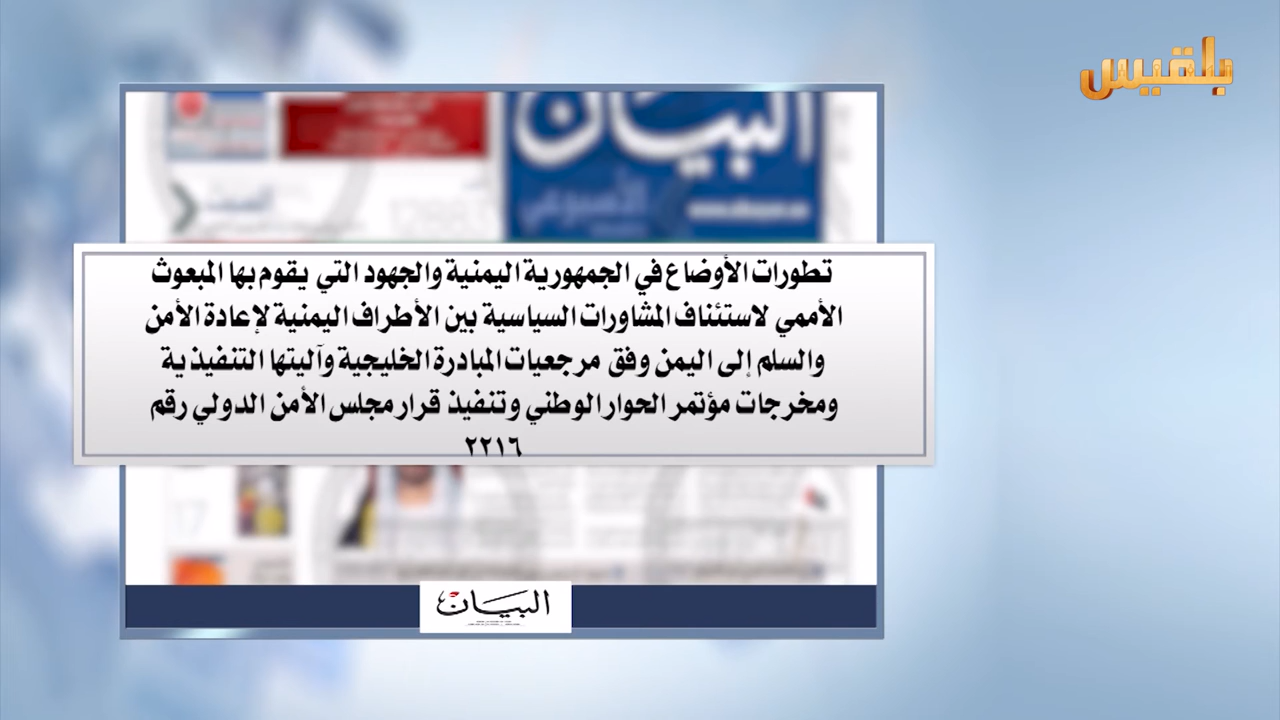 بلقيس
البيان
الأسبوعي
تطورات الأوضاع في الجمهورية اليمنية والجهود التي يقوم بها المبعوث
الأممي لاستئناف المشاورات السياسية بين الأطراف اليمنية لإعادة الأمن
والسلم إلى اليمن وفق مرجعيات المبادرة الخليجية وآليتها التنفيذية
ومخرجات مؤتمر الحوار الوطني وتنفيذ قرار مجلس الأمن الدولي رقم
٢٢١٦
البيان